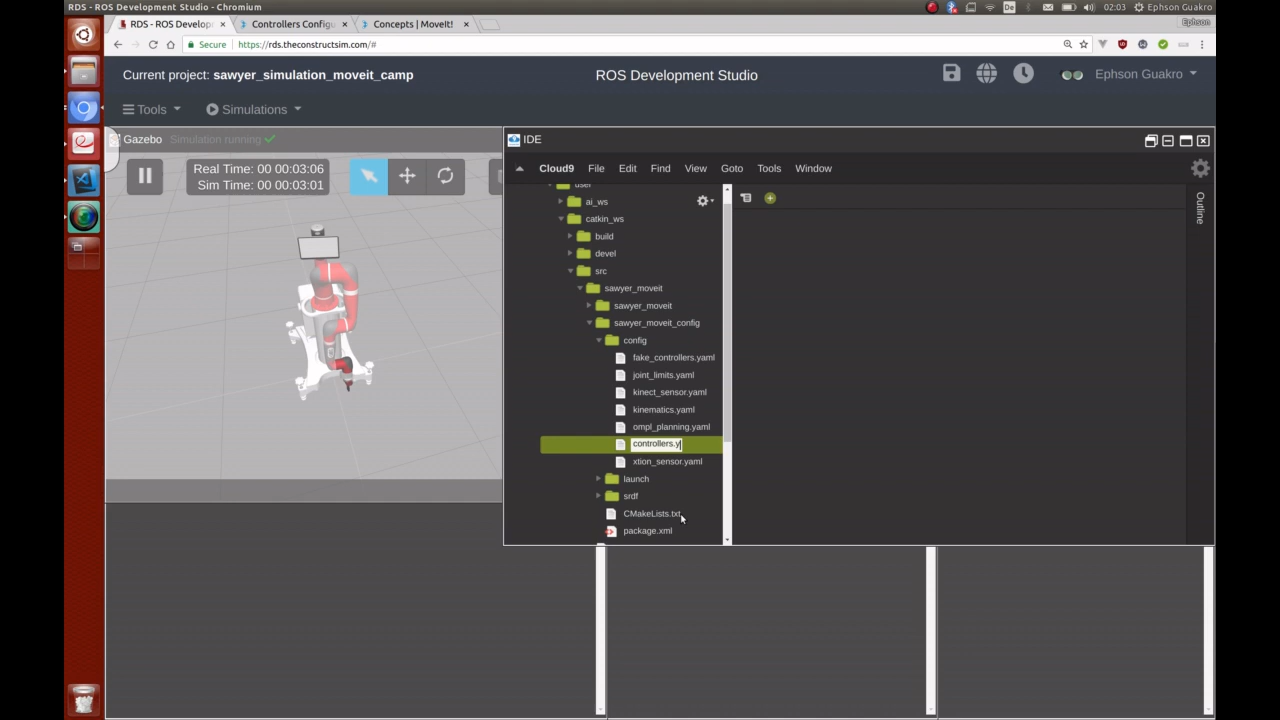 RDS - ROS Development Studio - Chromium
De
02:03
Ephson Guakro
RDS - ROS Develop
Controllers Configu
Concepts | MoveIt!
Ephson
Secure
https://rds.theconstructsim.com/#
Current project: sawyer_simulation_moveit_camp
ROS Development Studio
Ephson Guakro
Tools
Simulations
Gazebo
Simulation running
Real Time: 00 00:03:06
Sim Time: 00 00:03:01
IDE
Cloud9 File Edit Find View Goto Tools Window
user
ai_ws
catkin_ws
build
devel
src
sawyer_moveit
sawyer_moveit
sawyer_moveit_config
config
fake_controllers.yaml
joint_limits.yaml
kinect_sensor.yaml
kinematics.yaml
ompl_planning.yaml
controllers.y
xtion_sensor.yaml
launch
srdf
CMakeLists.txt
package.xml
Outline